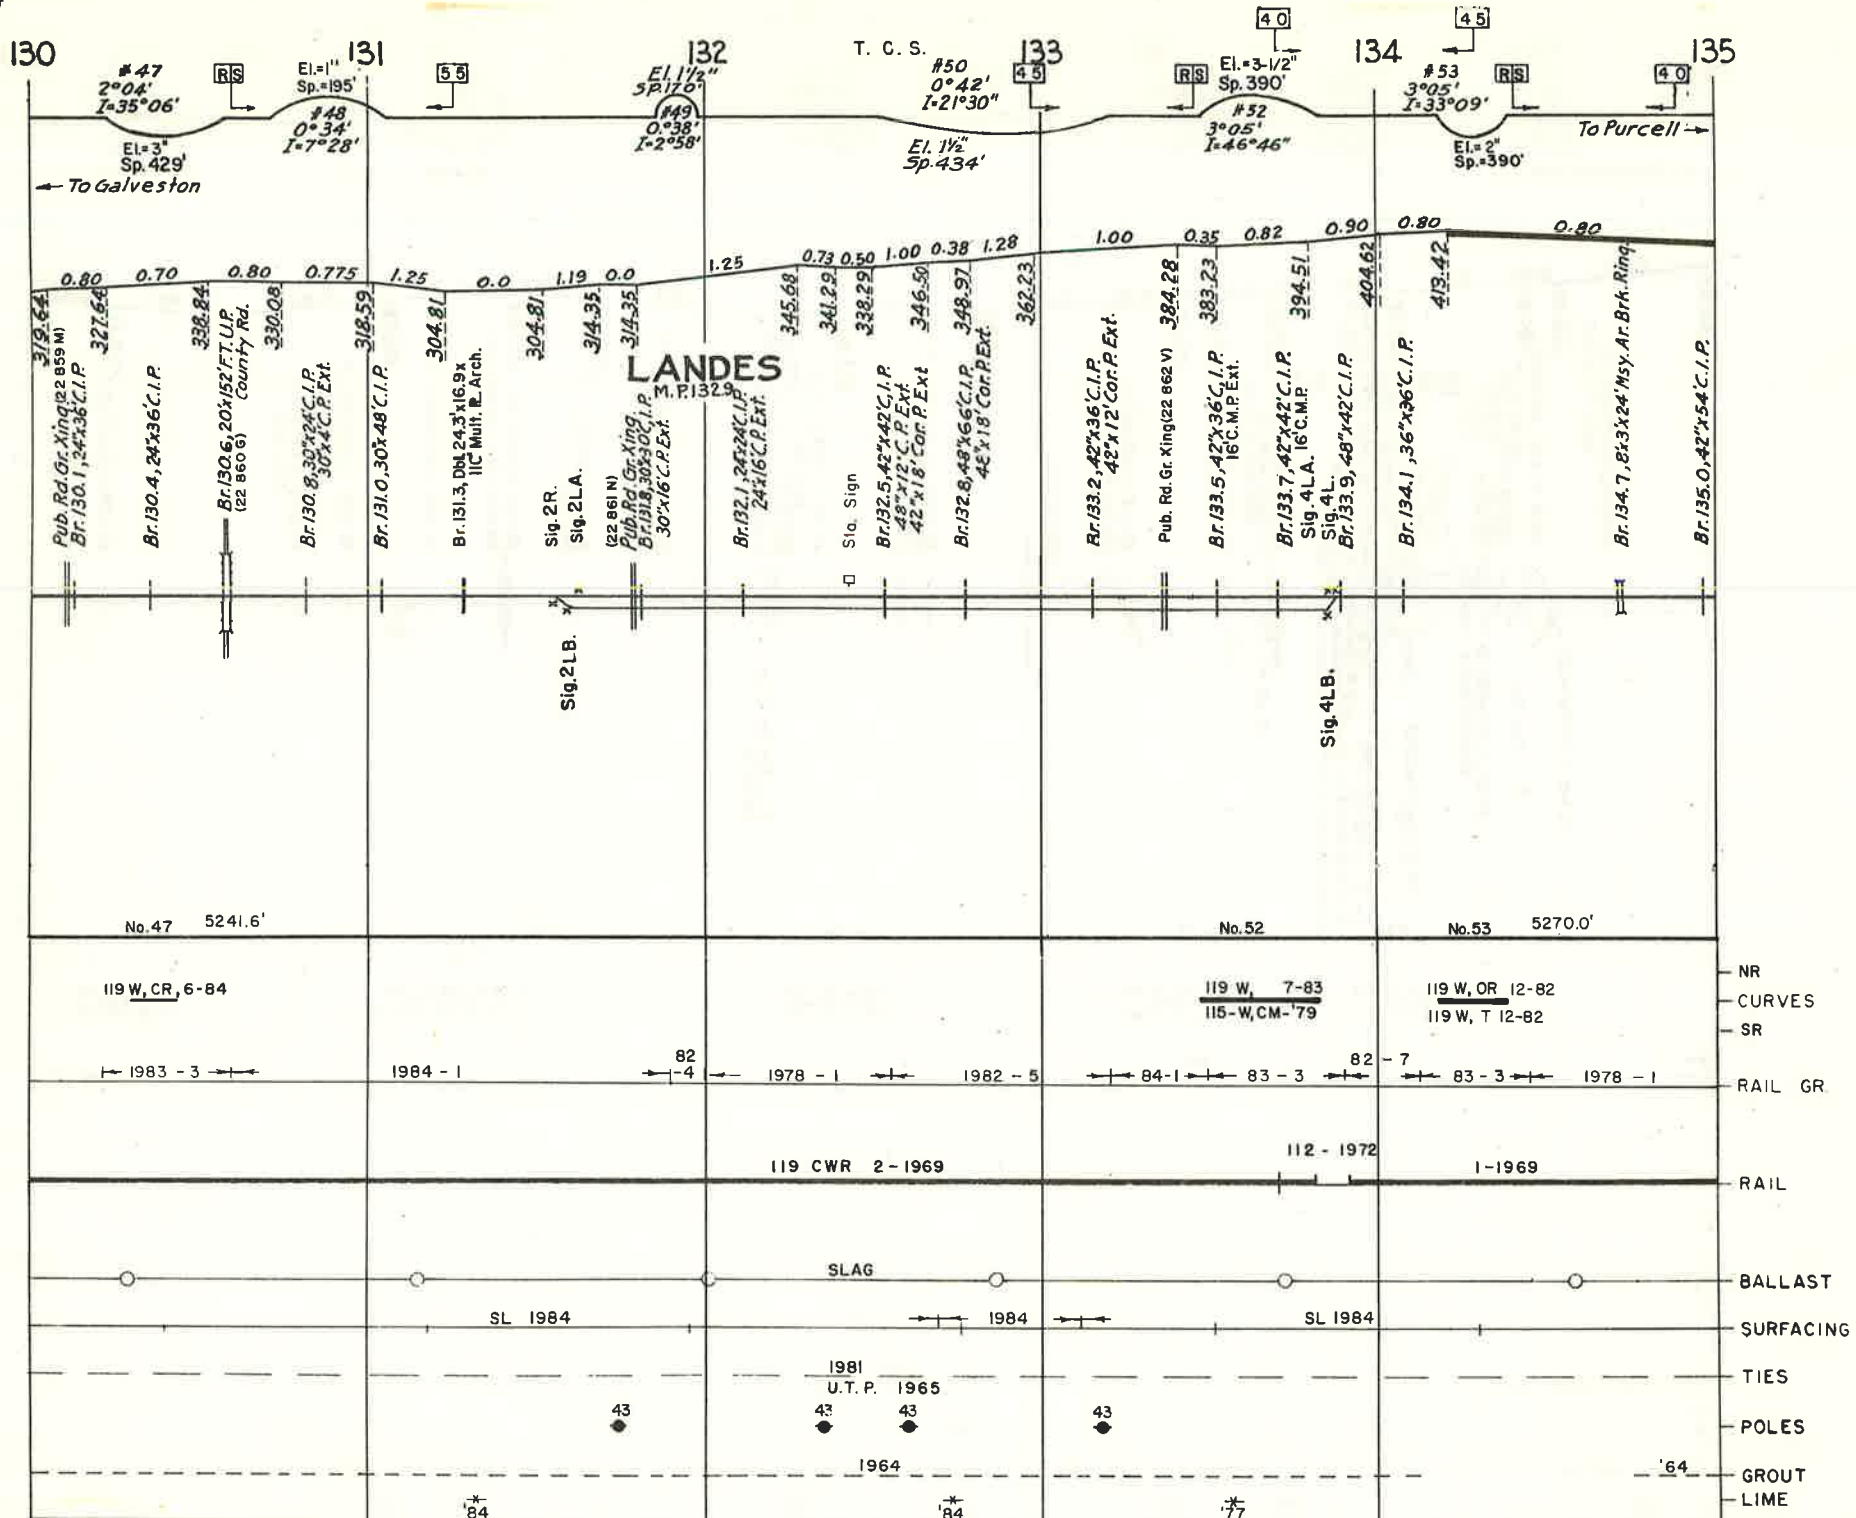 40 45
130 131 132 T. C. S. 133 134 135
#47
2°04'
I=35°06'
RS
El.=1"
Sp.=195'
#48
0°34'
I=7°28'
55
El. 1½"
SP.170'
#49
0°38'
I=2°58'
#50
0°42'
I=21°30"
45
RS
El.=3-1/2"
Sp. 390'
#52
3°05'
I=46°46"
#53
3°05'
I=33°09'
RS
40
El.=3"
Sp. 429'
El. 1½"
Sp. 434'
El.=2"
Sp.=390'
To Purcell
To Galveston
0.80 0.70 0.80 0.775 1.25 0.0 1.19 0.0 1.25 0.73 0.50 1.00 0.38 1.28 1.00 0.35 0.82 0.90 0.80 0.80
319.64 327.64 338.84 330.08 318.59 304.81 304.81 314.35 314.35 345.68 341.29 338.29 346.50 348.97 362.23 384.28 383.23 394.51 404.62 413.42
LANDES
M.P.132.9
Pub. Rd. Gr. Xing(22 859 M)
Br. 130.1, 24"x36'C.I.P.
Br. 130.4, 24"x36'C.I.P.
Br. 130.6, 20'x152' F.T. U.P.
(22 860 G) County Rd.
Br. 130.8, 30"x24'C.I.P.
30"x4'C.P. Ext.
Br. 131.0, 30"x48'C.I.P.
Br. 131.3, Dbl. 24.3'x16.9'x
110' Mult. R. Arch.
Sig. 2R.
Sig. 2LA.
(22 861 N)
Pub. Rd. Gr. Xing
Br. 131.8, 30"x30'C.I.P.
30"x16'C.P. Ext.
Br. 132.1, 24"x24'C.I.P.
24"x16'C.P. Ext.
Sta. Sign
Br. 132.5, 42"x42'C.I.P.
48"x12'C.P. Ext.
42"x18' Cor. P. Ext
Br. 132.8, 48"x66'C.I.P.
48"x18' Cor. P. Ext.
Br. 133.2, 42"x36'C.I.P.
42"x12' Cor. P. Ext.
Pub. Rd. Gr. Xing(22 862 V)
Br. 133.5, 42"x36'C.I.P.
16'C.M.P. Ext.
Br. 133.7, 42"x42'C.I.P.
16'C.M.P.
Sig. 4LA.
Sig. 4L.
Br. 133.9, 48"x42'C.I.P.
Br. 134.1, 36"x36'C.I.P.
Br. 134.7, 8'x3'x24' Msy. Ar. Brk. Ring.
Br. 135.0, 42"x54'C.I.P.
Sig. 2LB.
Sig. 4LB.
No. 47 5241.6' No. 52 No. 53 5270.0'
NR
119 W, CR, 6-84 119 W, 7-83 119 W, OR 12-82 CURVES
115-W, CM-'79 119 W, T 12-82
SR
82 82 - 7
1983 - 3 1984 - 1 -4 1978 - 1 1982 - 5 84-1 83 - 3 83 - 3 1978 - 1 RAIL GR.
112 - 1972
119 CWR 2-1969 1-1969 RAIL
SLAG BALLAST
SL 1984 1984 SL 1984 SURFACING
1981 TIES
U.T.P. 1965
43 43 43 43 POLES
1964 '64 GROUT
'84 '84 '77 LIME